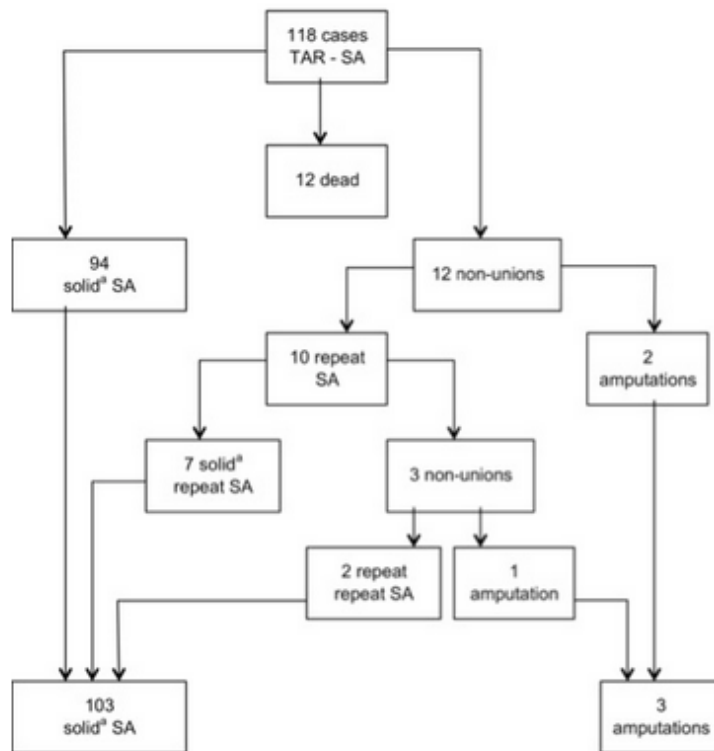 118 cases
TAR - SA
12 dead
94
solidª SA
12 non-unions
10 repeat
SA
2
amputations
7 solidª
repeat SA
3 non-unions
2 repeat
repeat SA
1
amputation
103
solidª SA
3
amputations